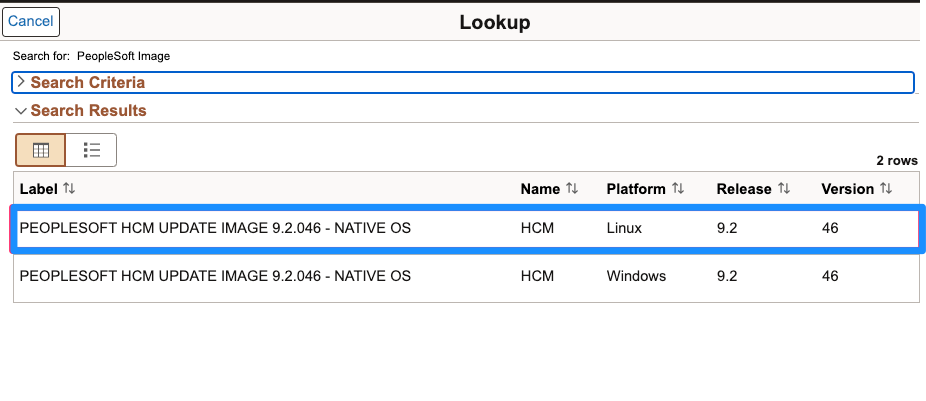 Cancel
Lookup
Search for: PeopleSoft Image
Search Criteria
Search Results
2 rows
Label Name Platform Release Version
PEOPLESOFT HCM UPDATE IMAGE 9.2.046 - NATIVE OS HCM Linux 9.2 46
PEOPLESOFT HCM UPDATE IMAGE 9.2.046 - NATIVE OS HCM Windows 9.2 46